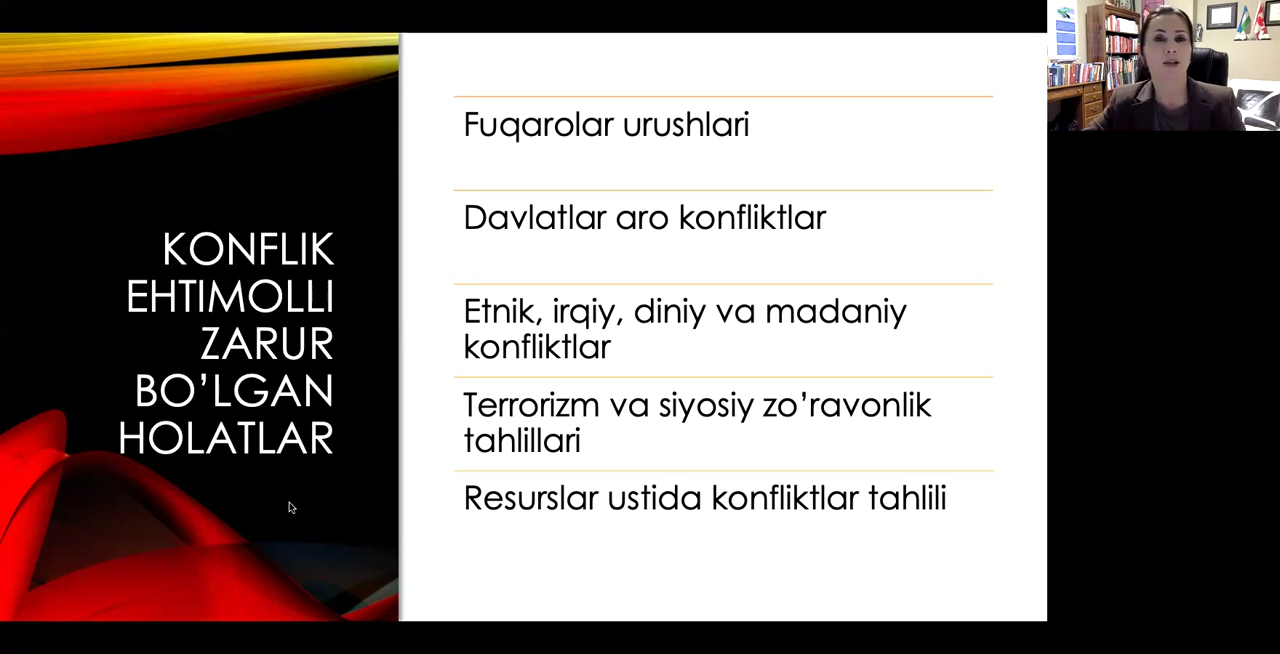 KONFLIK
EHTIMOLLI
ZARUR
BO’LGAN
HOLATLAR
Fuqarolar urushlari
Davlatlar aro konfliktlar
Etnik, irqiy, diniy va madaniy
konfliktlar
Terrorizm va siyosiy zo’ravonlik
tahlillari
Resurslar ustida konfliktlar tahlili